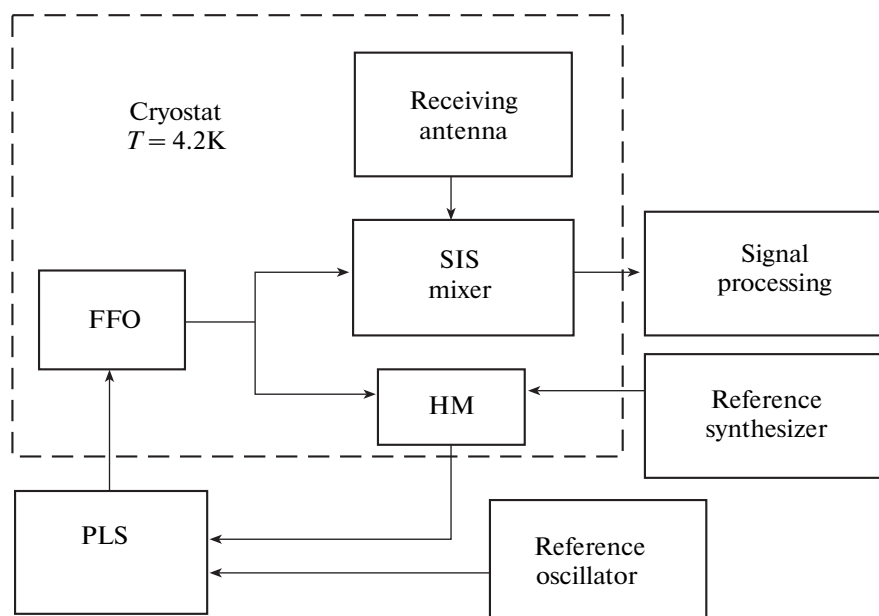 Cryostat
T = 4.2K
Receiving
antenna
SIS
mixer
Signal
processing
FFO
HM
Reference
synthesizer
PLS
Reference
oscillator